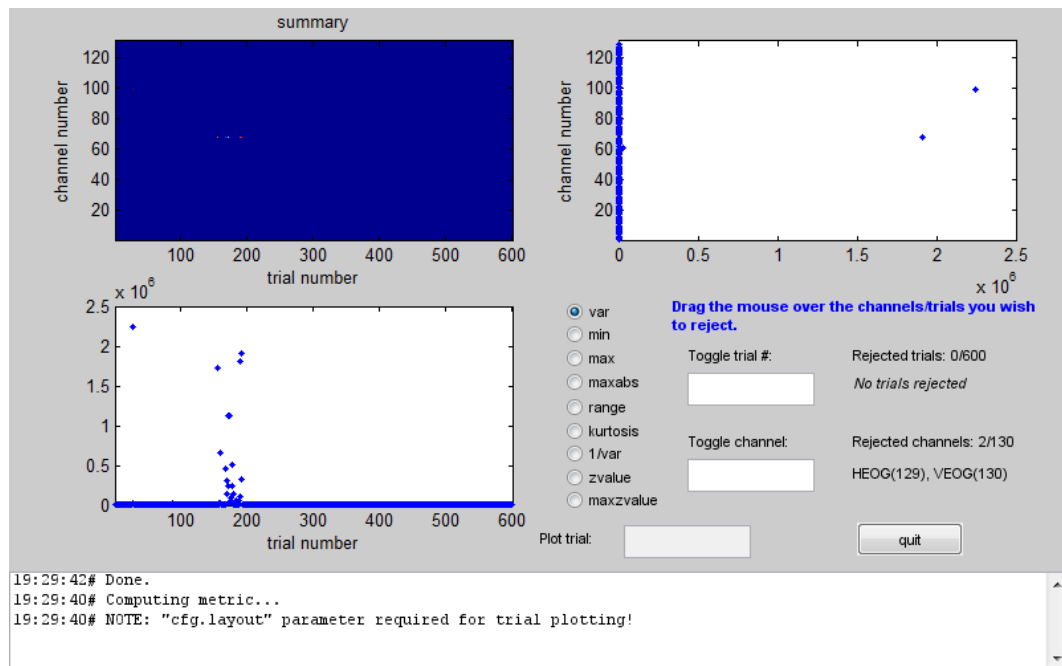 summary
120
100
80
60
40
20
channel number
100 200 300 400 500 600
trial number
120
100
80
60
40
20
channel number
0 0.5 1 1.5 2 2.5
x 10^6
x 10^6
2.5
2
1.5
1
0.5
0
100 200 300 400 500 600
trial number
var
min
max
maxabs
range
kurtosis
1/var
zvalue
maxzvalue
Drag the mouse over the channels/trials you wish
to reject.
Toggle trial #:
Rejected trials: 0/600
No trials rejected
Toggle channel:
Rejected channels: 2/130
HEOG(129), VEOG(130)
Plot trial:
quit
19:29:42# Done.
19:29:40# Computing metric...
19:29:40# NOTE: "cfg.layout" parameter required for trial plotting!